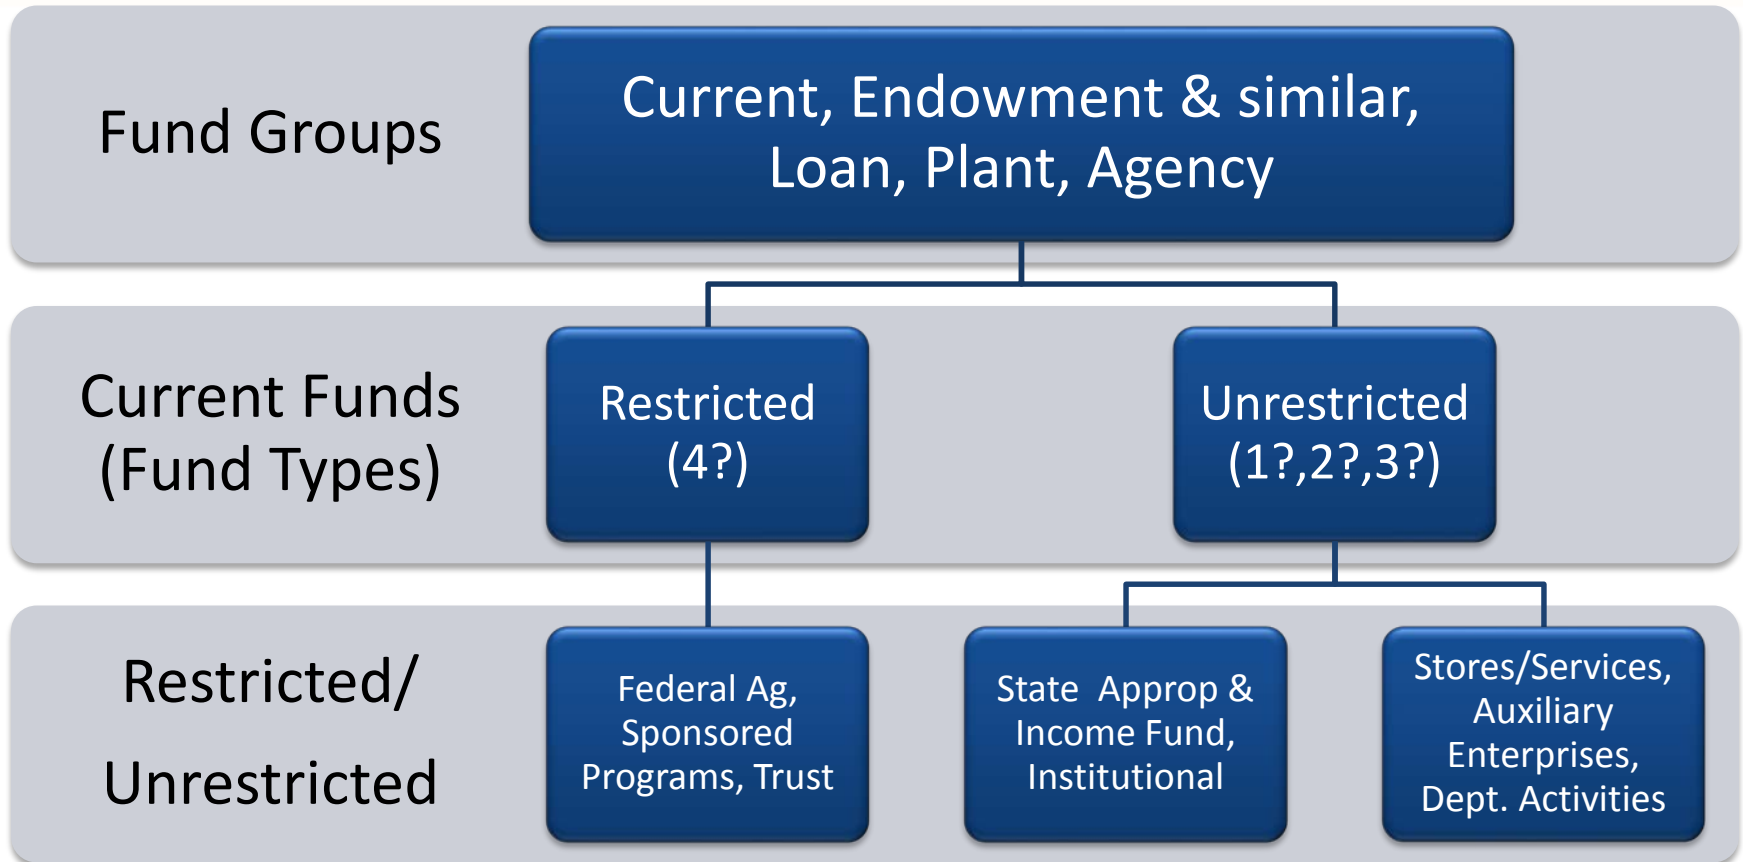 Fund Groups
Current, Endowment & similar,
Loan, Plant, Agency
Current Funds
(Fund Types)
Restricted
(4?)
Unrestricted
(1?,2?,3?)
Restricted/
Unrestricted
Federal Ag,
Sponsored
Programs, Trust
State Approp &
Income Fund,
Institutional
Stores/Services,
Auxiliary
Enterprises,
Dept. Activities